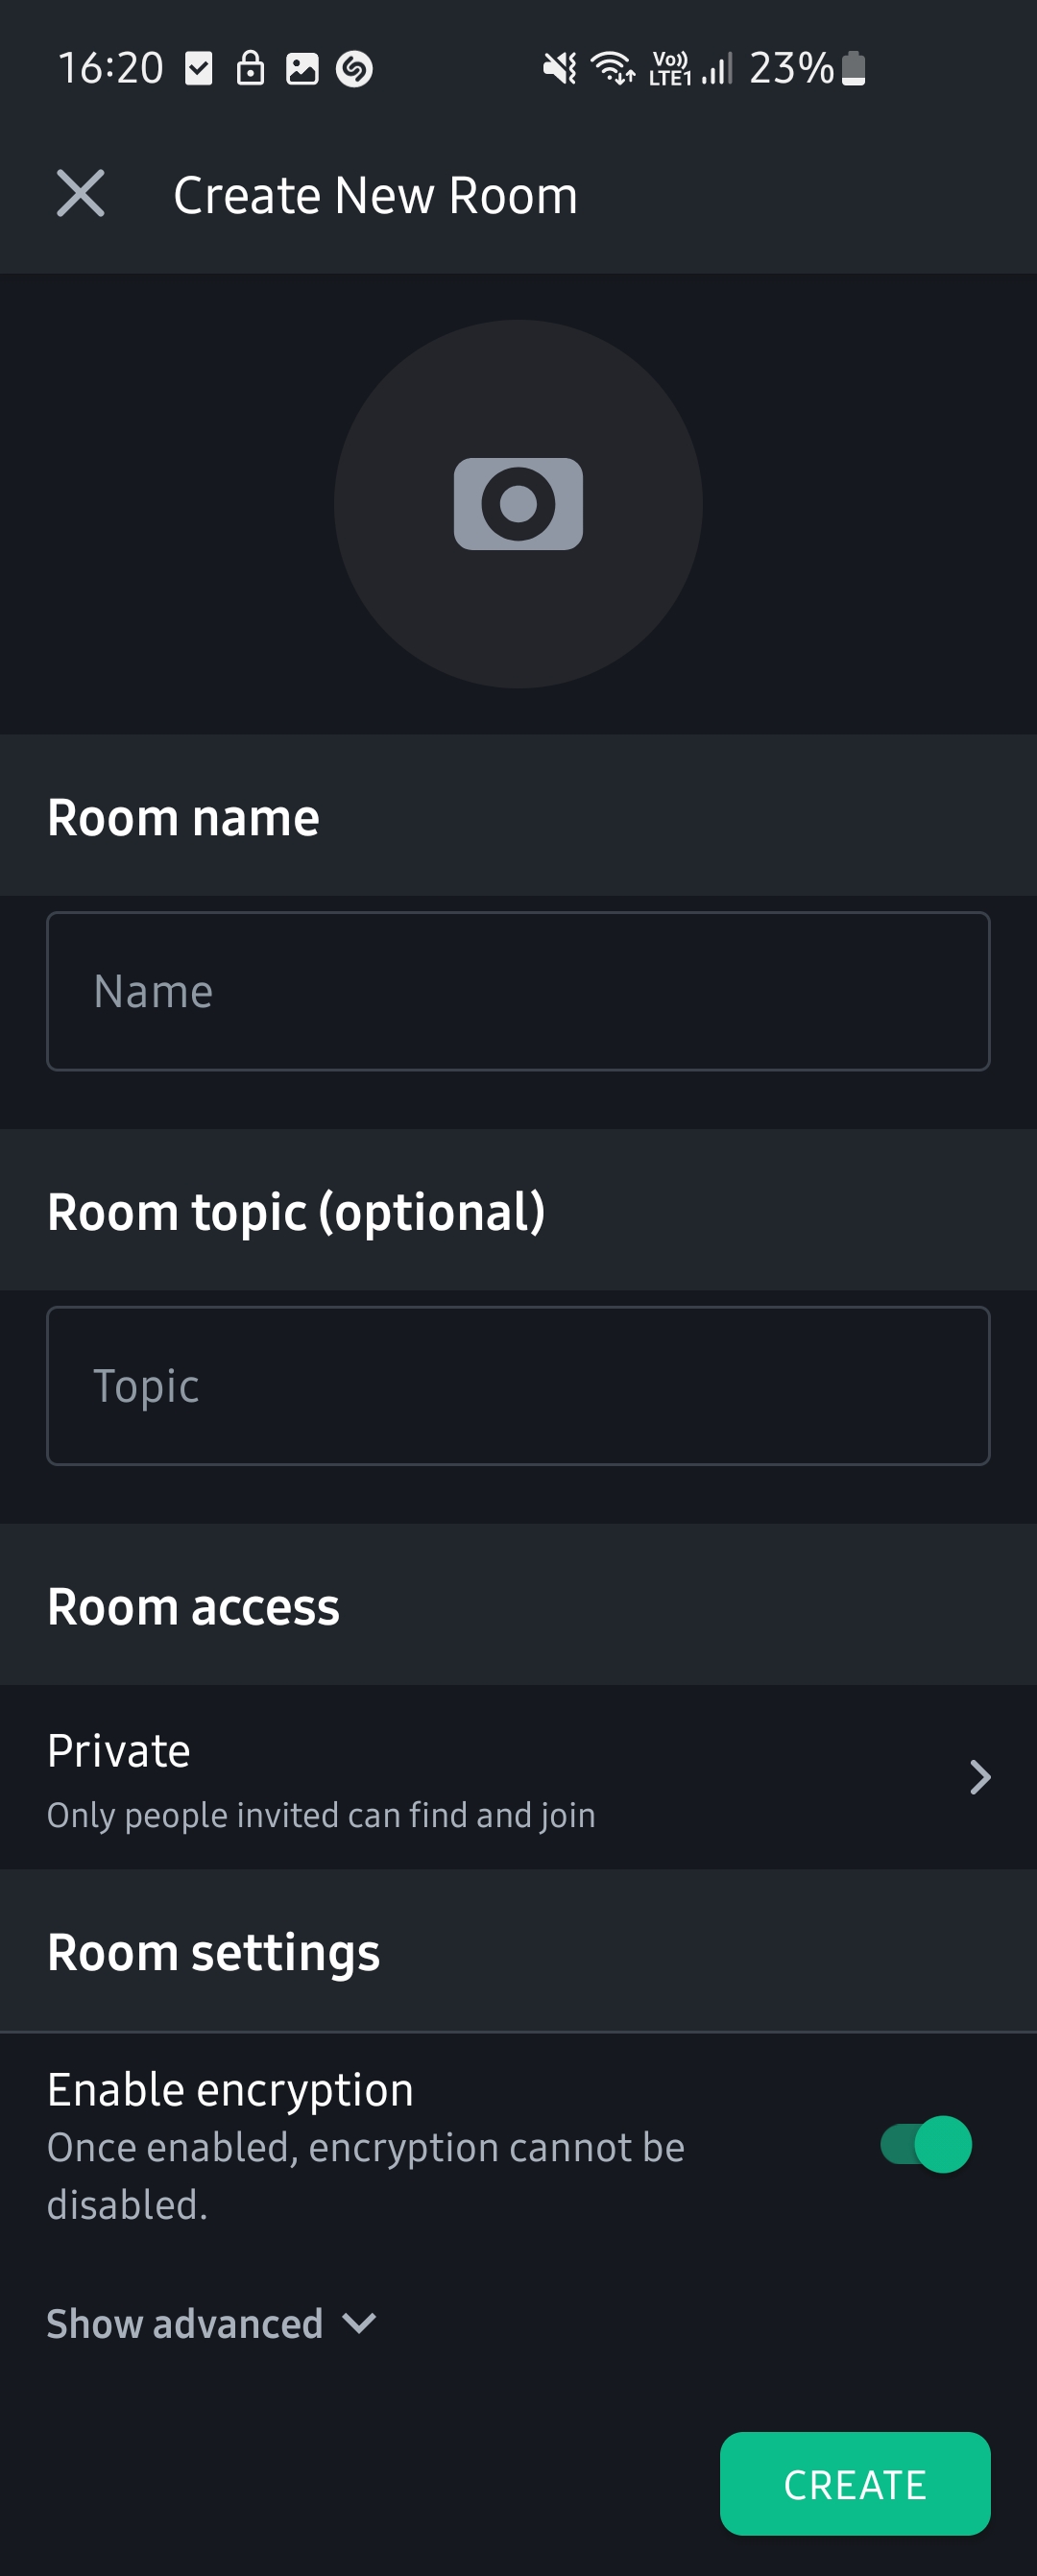 16:20
Vo)) LTE1 23%
Create New Room
Room name
Name
Room topic (optional)
Topic
Room access
Private
Only people invited can find and join
Room settings
Enable encryption
Once enabled, encryption cannot be
disabled.
Show advanced
CREATE